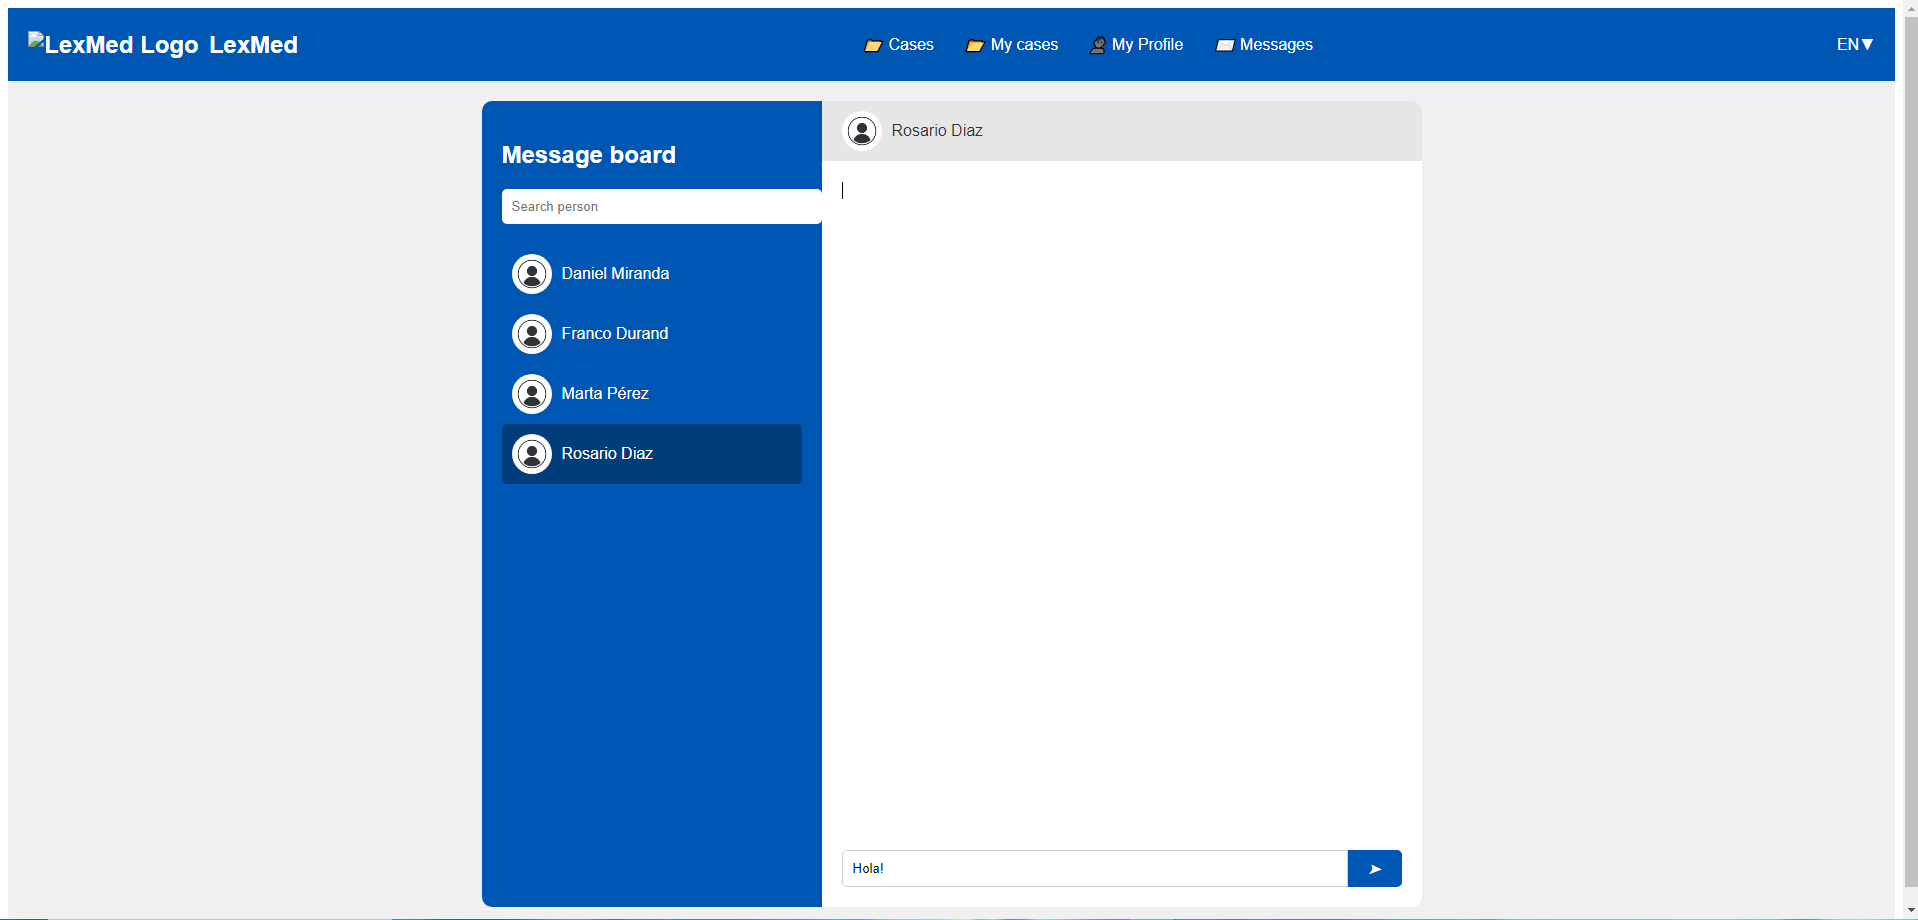 LexMed Logo LexMed
Cases My cases My Profile Messages
EN▼
Message board
Search person
Daniel Miranda
Franco Durand
Marta Pérez
Rosario Diaz
Rosario Diaz
Hola!
➤